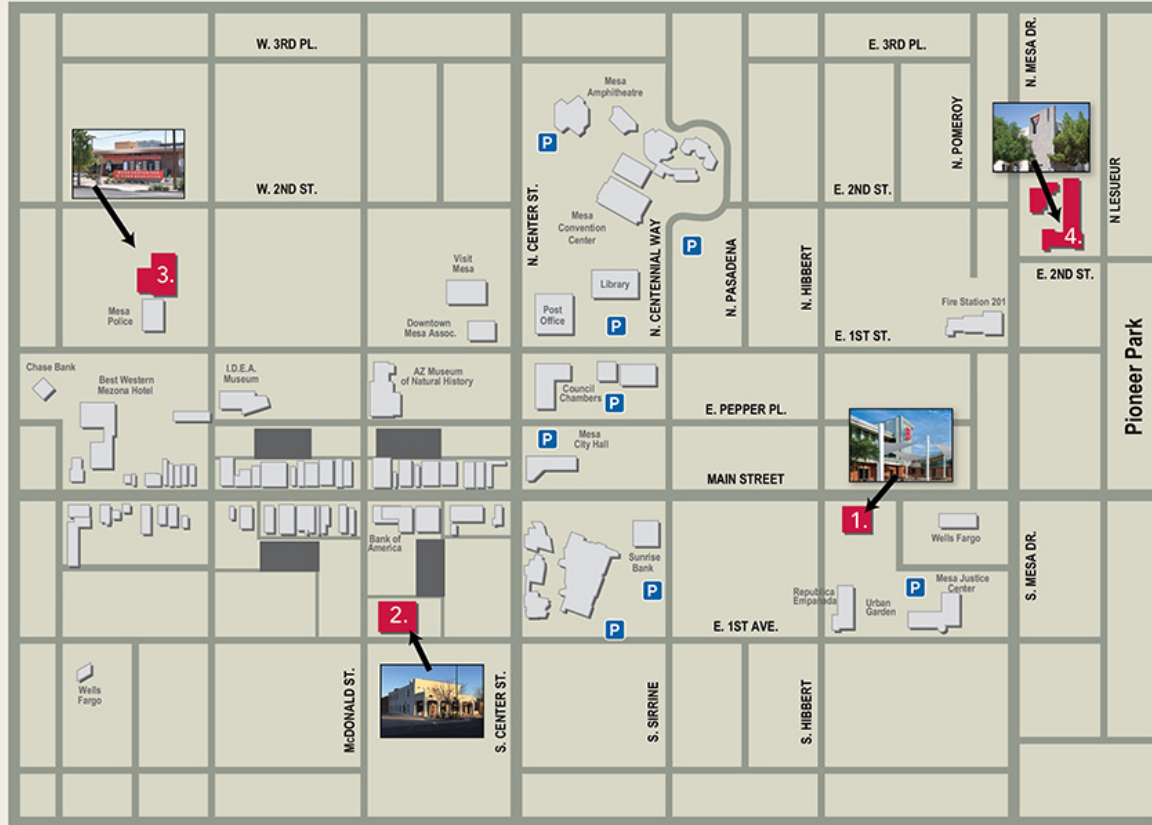 W. 3RD PL.
E. 3RD PL.
N. MESA DR.
Mesa
Amphitheatre
P
N. POMEROY
W. 2ND ST.
E. 2ND ST.
N LESUEUR
N. CENTER ST.
Mesa
Convention
Center
N. CENTENNIAL WAY
P
N. PASADENA
N. HIBBERT
4.
E. 2ND ST.
3.
Visit
Mesa
Library
Mesa
Police
Downtown
Mesa Assoc.
Post
Office
P
Fire Station 201
E. 1ST ST.
Pioneer Park
Chase Bank
Best Western
Mezona Hotel
I.D.E.A.
Museum
AZ Museum
of Natural History
Council
Chambers
P
E. PEPPER PL.
P
Mesa
City Hall
MAIN STREET
1.
Bank of
America
Sunrise
Bank
P
Wells Fargo
S. MESA DR.
Republica
Empanada
Urban
Garden
P
Mesa Justice
Center
2.
P
E. 1ST AVE.
Wells
Fargo
McDONALD ST.
S. CENTER ST.
S. SIRRINE
S. HIBBERT